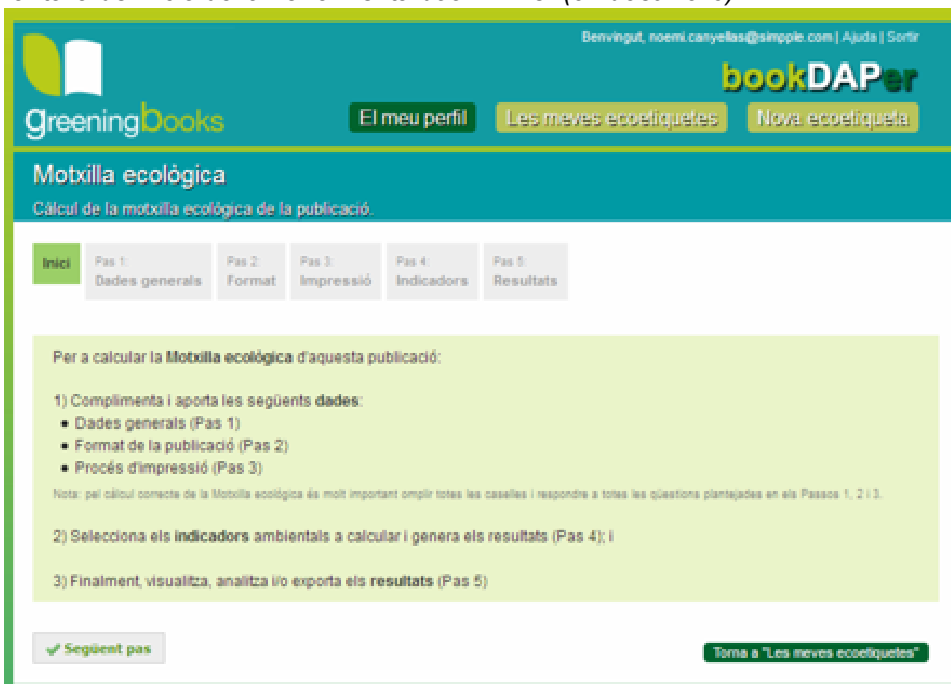 Benvingut, noemi.canyellas@simpple.com | Ajuda | Sortir
bookDAPer
greeningbooks
El meu perfil
Les meves ecoetiquetes
Nova ecoetiqueta
Motxilla ecològica
Càlcul de la motxilla ecològica de la publicació.
Inici
Pas 1:
Dades generals
Pas 2:
Format
Pas 3:
Impressió
Pas 4:
Indicadors
Pas 5:
Resultats
Per a calcular la Motxilla ecològica d'aquesta publicació:
1) Complimenta i aporta les següents dades:
• Dades generals (Pas 1)
• Format de la publicació (Pas 2)
• Procés d'impressió (Pas 3)
Nota: pel càlcul correcte de la Motxilla ecològica és molt important omplir totes les caselles i respondre a totes les qüestions plantejades en els Passos 1, 2 i 3.
2) Selecciona els indicadors ambientals a calcular i genera els resultats (Pas 4); i
3) Finalment, visualitza, analitza i/o exporta els resultats (Pas 5)
Següent pas
Torna a "Les meves ecoetiquetes"